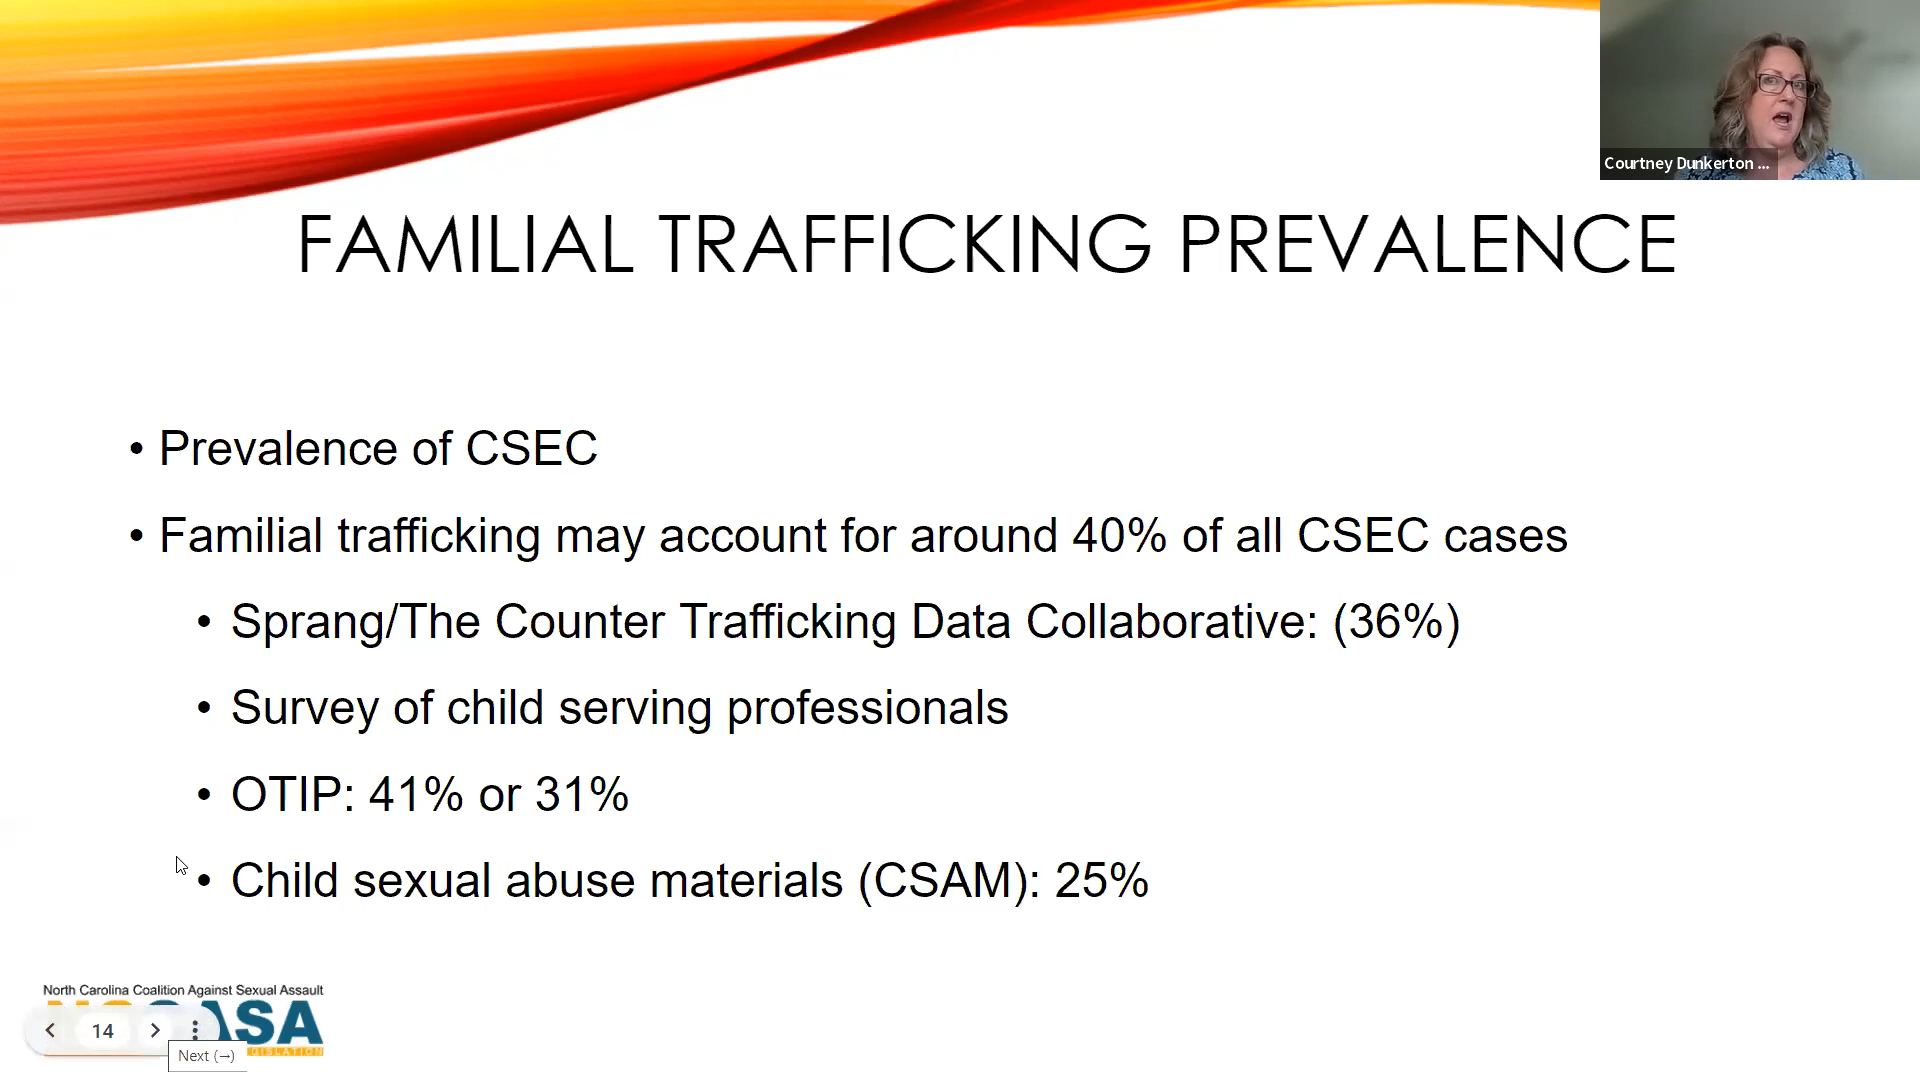 Courtney Dunkerton ...
FAMILIAL TRAFFICKING PREVALENCE
• Prevalence of CSEC
• Familial trafficking may account for around 40% of all CSEC cases
• Sprang/The Counter Trafficking Data Collaborative: (36%)
• Survey of child serving professionals
• OTIP: 41% or 31%
• Child sexual abuse materials (CSAM): 25%
North Carolina Coalition Against Sexual Assault
NCCASA
14
Next (→)